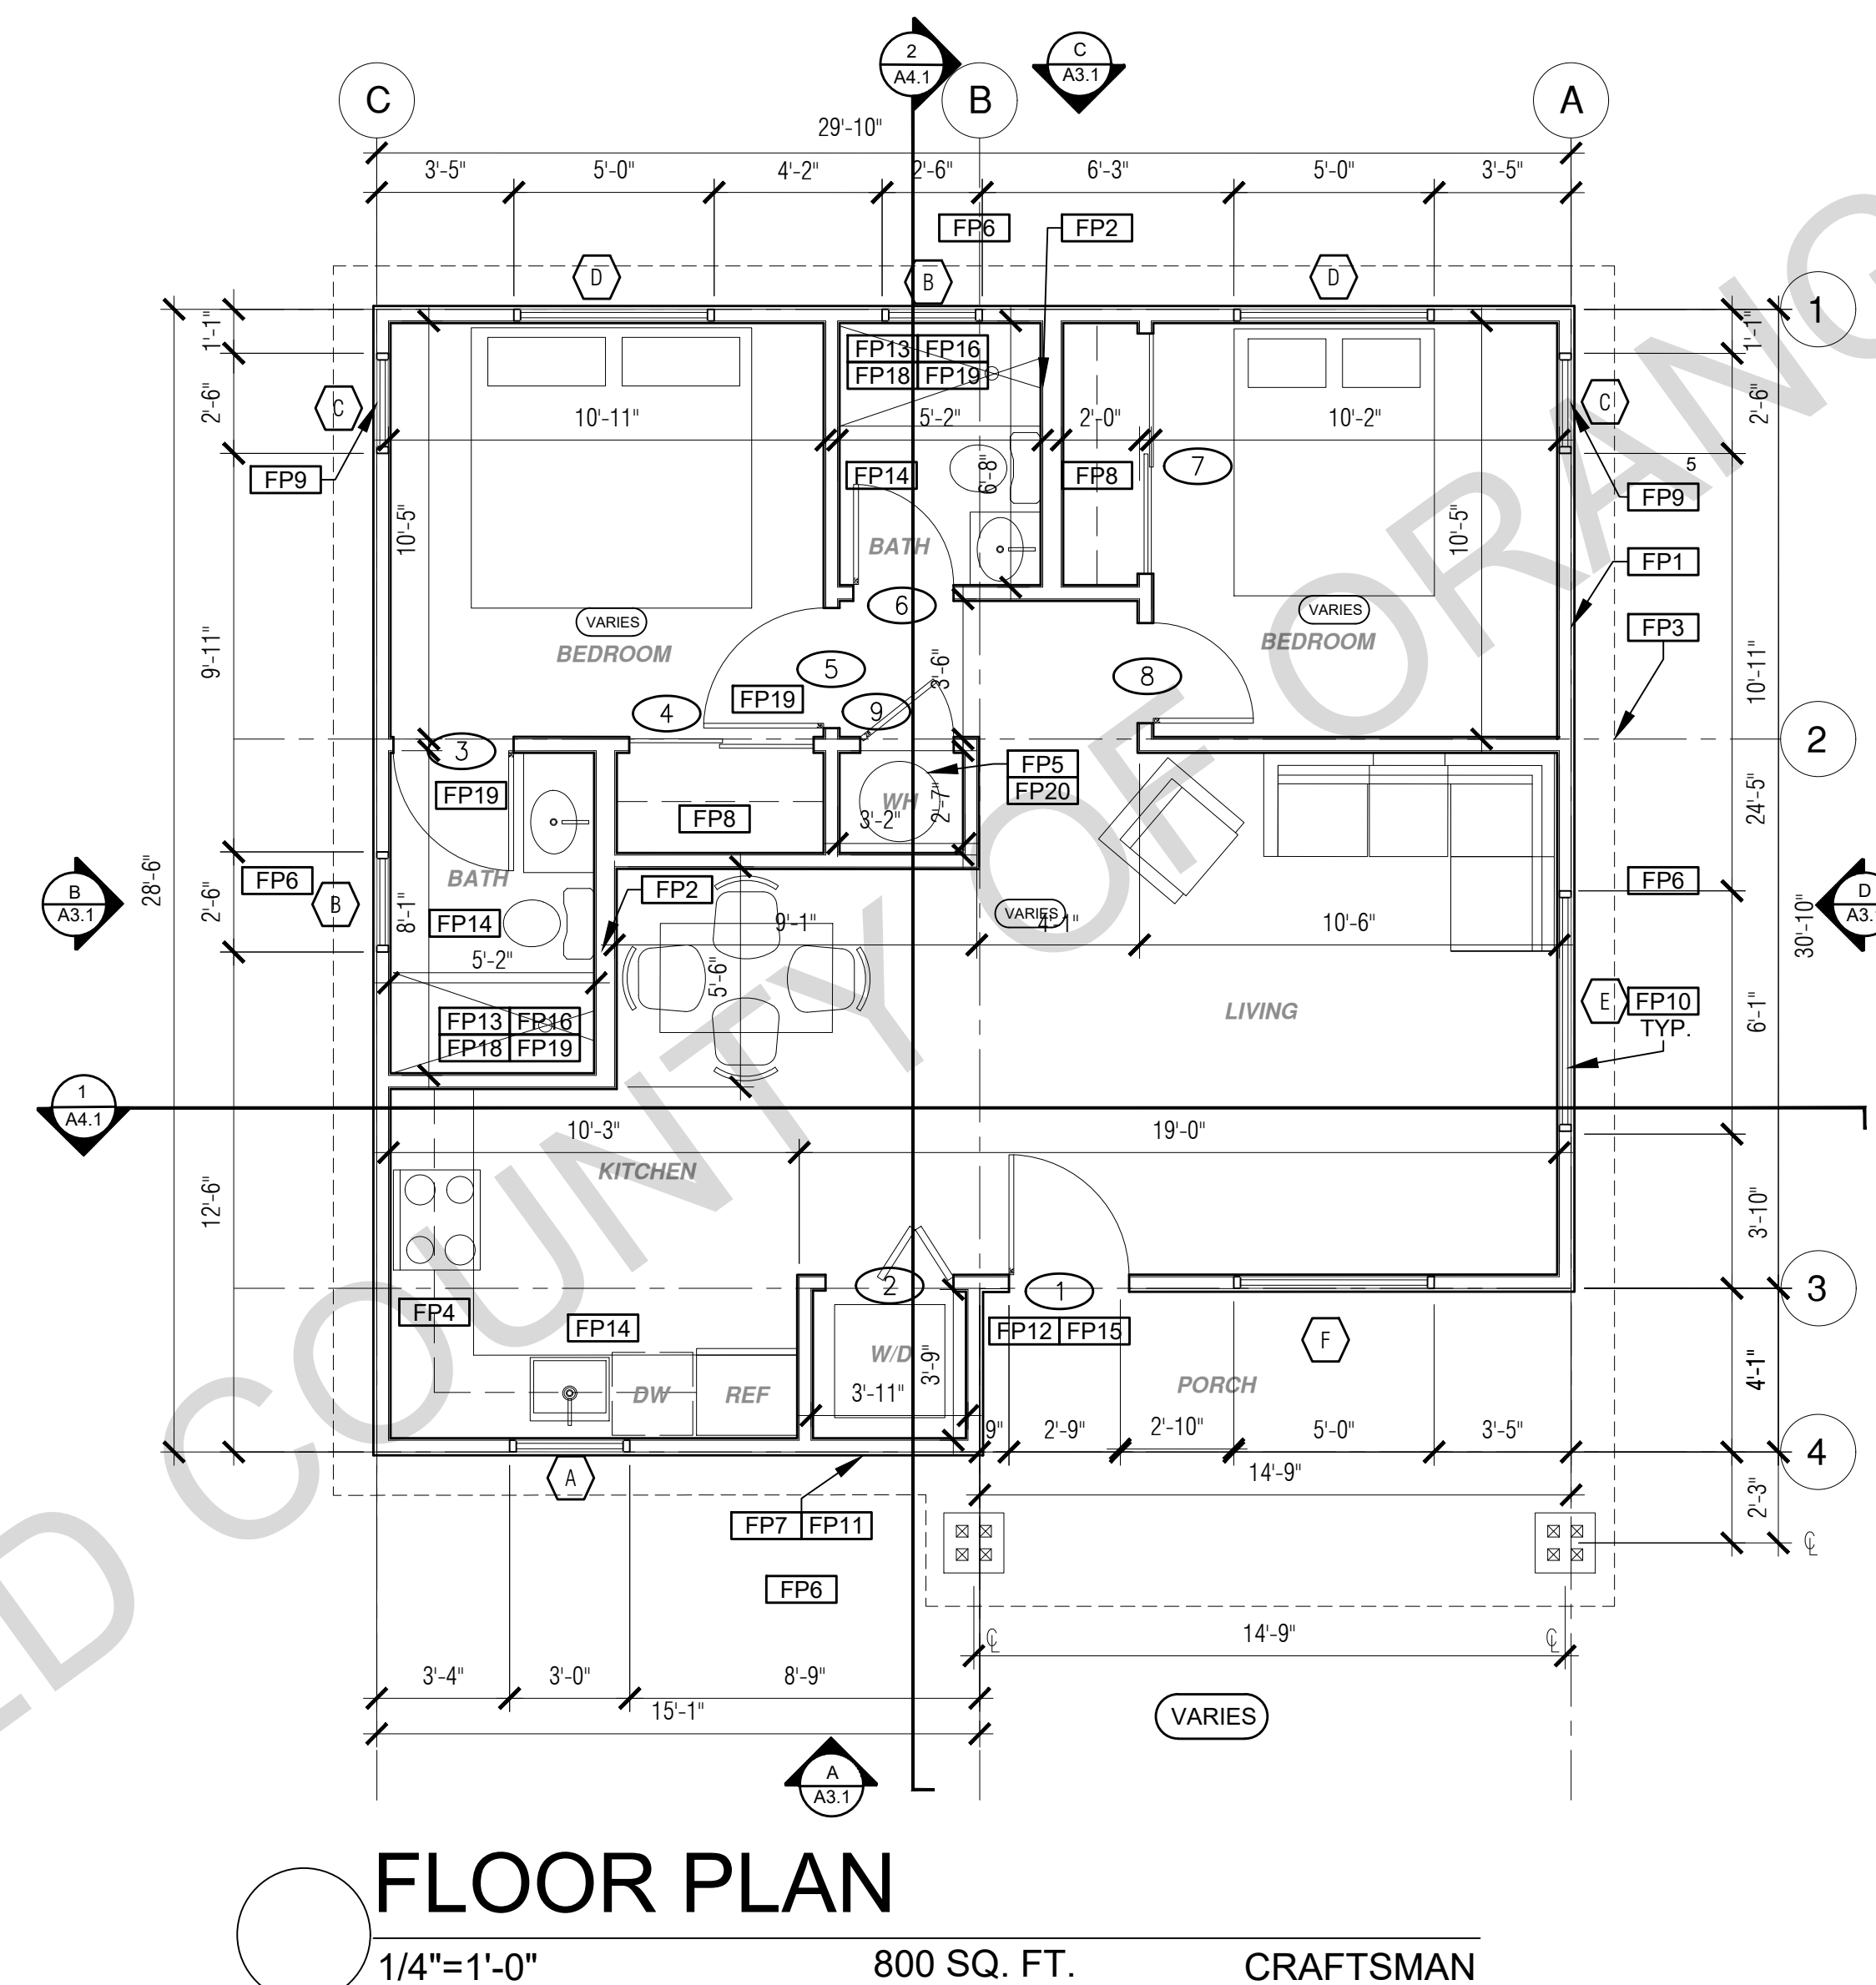 2
A4.1
C
A3.1
C
B
A
29'-10"
3'-5"
5'-0"
4'-2"
2'-6"
6'-3"
5'-0"
3'-5"
FP6
FP2
D
B
D
1
1'-1"
1'-1"
FP13 FP16
FP18 FP19
C
2'-6"
10'-11"
5'-2"
2'-0"
10'-2"
C
2'-6"
FP9
FP14
6'-8"
FP8
7
5
FP9
10'-5"
BATH
10'-5"
FP1
6
VARIES
VARIES
FP3
BEDROOM
BEDROOM
9'-11"
5
3'-6"
8
10'-11"
FP19
4
9
3
2
FP19
FP5
FP20
FP8
WH
3'-2"
2'-7"
24'-5"
28'-6"
B
A3.1
FP6
B
2'-6"
BATH
FP2
FP6
D
A3.1
FP14
8'-1"
9'-1"
VARIES
4'-1"
10'-6"
30'-10"
5'-2"
5'-6"
LIVING
E
FP10
TYP.
6'-1"
FP13 FP16
FP18 FP19
1
A4.1
10'-3"
19'-0"
KITCHEN
12'-6"
3'-10"
2
1
3
FP4
FP14
FP12 FP15
F
W/D
3'-9"
DW
REF
3'-11"
PORCH
4'-1"
9"
2'-9"
2'-10"
5'-0"
3'-5"
4
A
14'-9"
2'-3"
FP7 FP11
FP6
14'-9"
3'-4"
3'-0"
8'-9"
15'-1"
VARIES
A
A3.1
FLOOR PLAN
1/4"=1'-0"
800 SQ. FT.
CRAFTSMAN
COUNTY OF ORANG